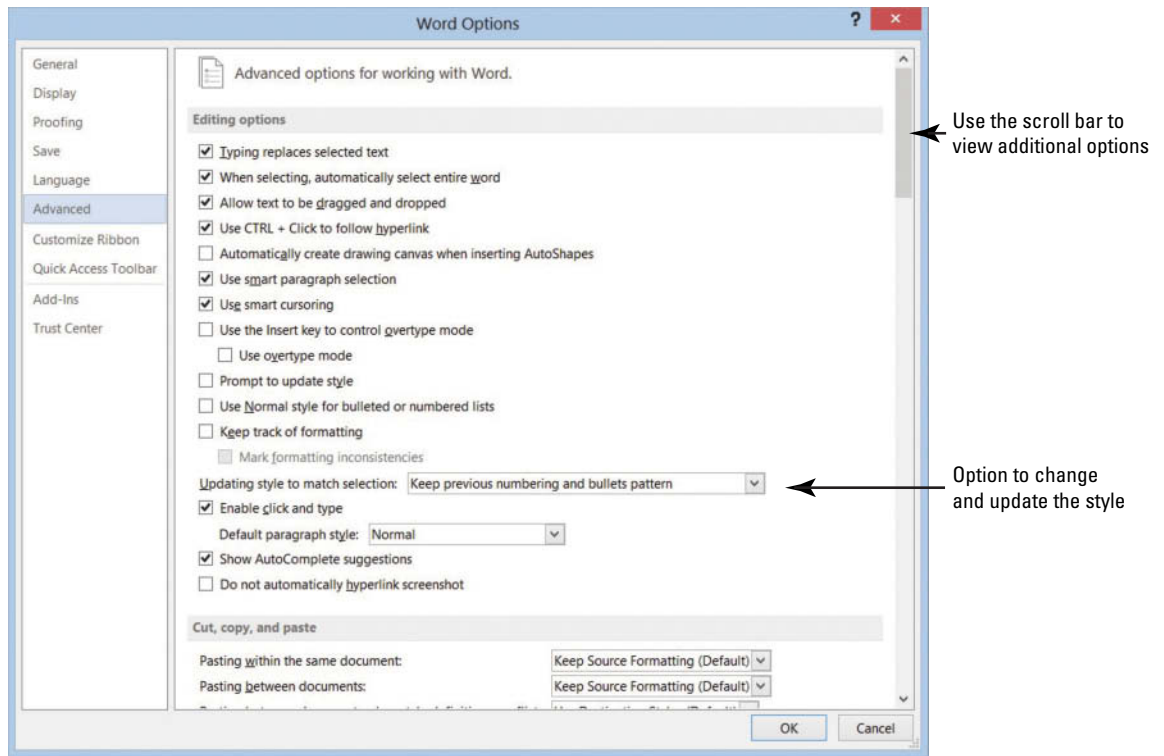 Word Options
?
General
Display
Proofing
Save
Language
Advanced
Customize Ribbon
Quick Access Toolbar
Add-Ins
Trust Center
Advanced options for working with Word.
Editing options
Typing replaces selected text
When selecting, automatically select entire word
Allow text to be dragged and dropped
Use CTRL + Click to follow hyperlink
Automatically create drawing canvas when inserting AutoShapes
Use smart paragraph selection
Use smart cursoring
Use the Insert key to control overtype mode
Use overtype mode
Prompt to update style
Use Normal style for bulleted or numbered lists
Keep track of formatting
Mark formatting inconsistencies
Updating style to match selection: Keep previous numbering and bullets pattern
Enable click and type
Default paragraph style: Normal
Show AutoComplete suggestions
Do not automatically hyperlink screenshot
Cut, copy, and paste
Pasting within the same document: Keep Source Formatting (Default)
Pasting between documents: Keep Source Formatting (Default)
OK Cancel
Use the scroll bar to
view additional options
Option to change
and update the style